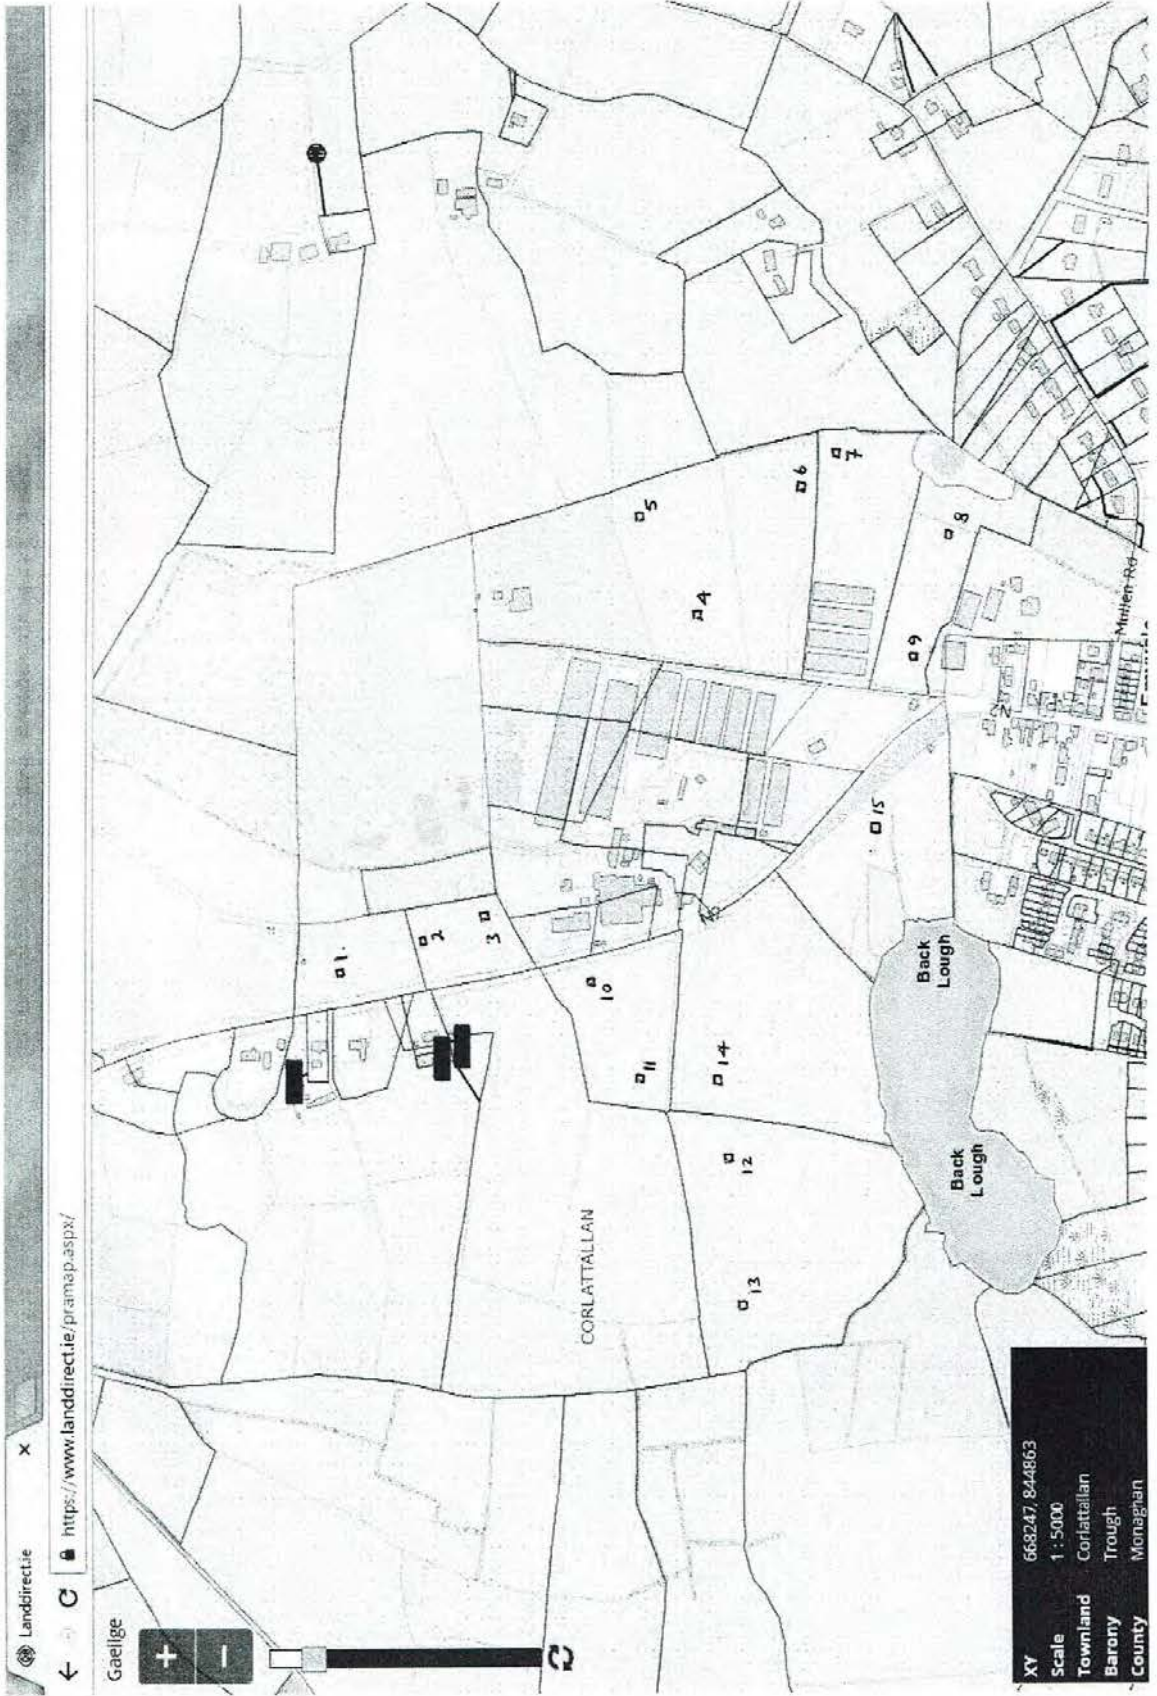 Landdirect.ie
https://www.landdirect.ie/pramap.aspx/
Gaeilge
+
−
1.
2
3
4
5
6
7
8
9
10
11
12
13
14
15
CORLATTALLAN
Back
Lough
Back
Lough
Mullen Rd
XY 668247, 844863
Scale 1 : 5000
Townland Corlattallan
Barony Trough
County Monaghan